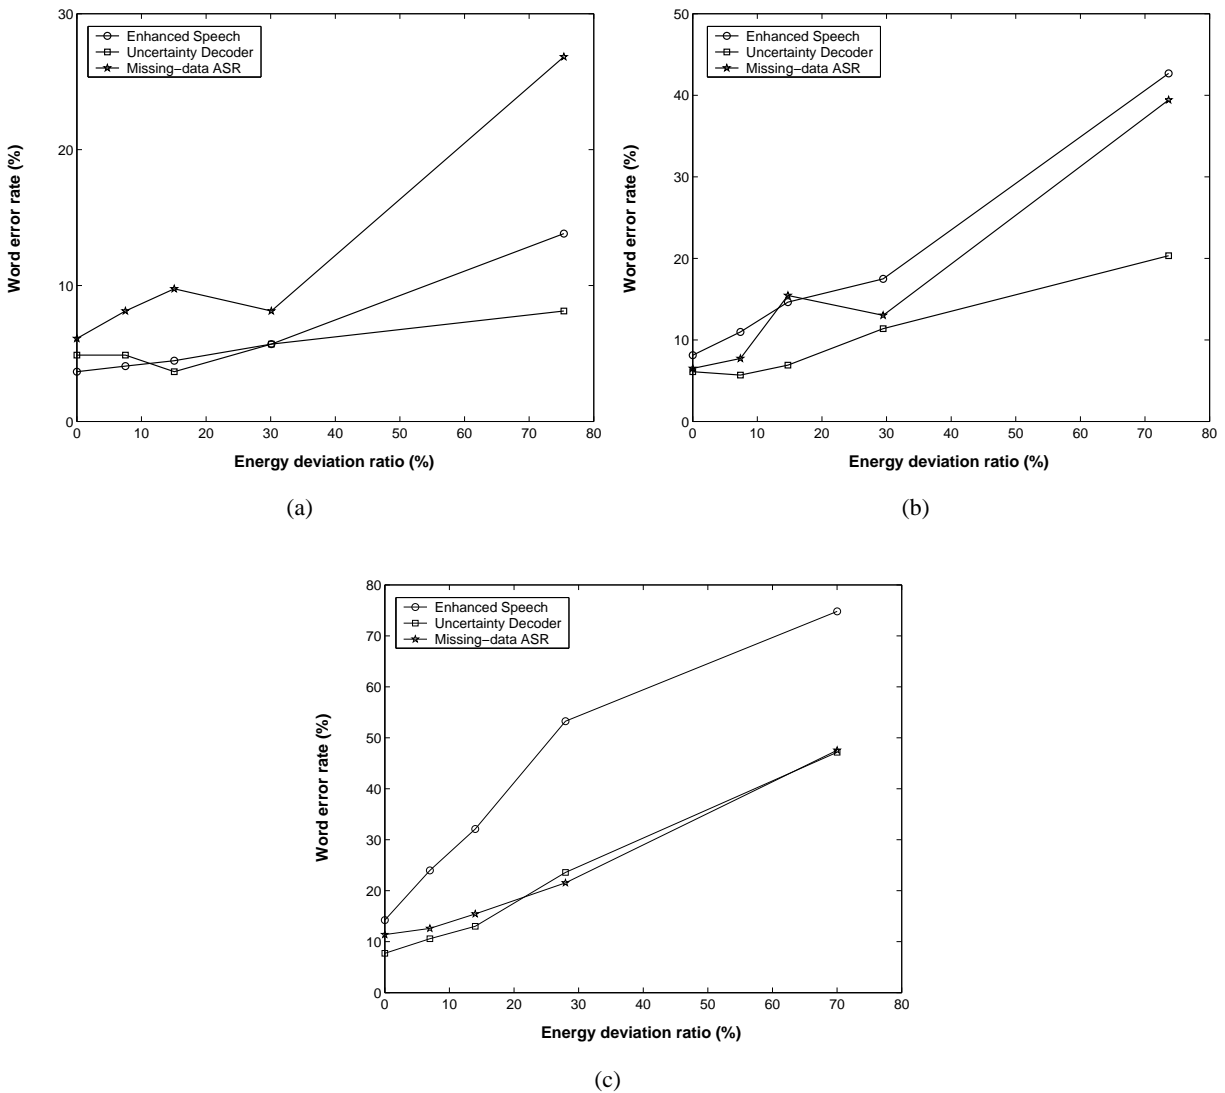 30
20
10
0
Word error rate (%)
Enhanced Speech
Uncertainty Decoder
Missing−data ASR
0 10 20 30 40 50 60 70 80
Energy deviation ratio (%)
(a)
50
40
30
20
10
0
Word error rate (%)
Enhanced Speech
Uncertainty Decoder
Missing−data ASR
0 10 20 30 40 50 60 70 80
Energy deviation ratio (%)
(b)
80
70
60
50
40
30
20
10
0
Word error rate (%)
Enhanced Speech
Uncertainty Decoder
Missing−data ASR
0 10 20 30 40 50 60 70 80
Energy deviation ratio (%)
(c)